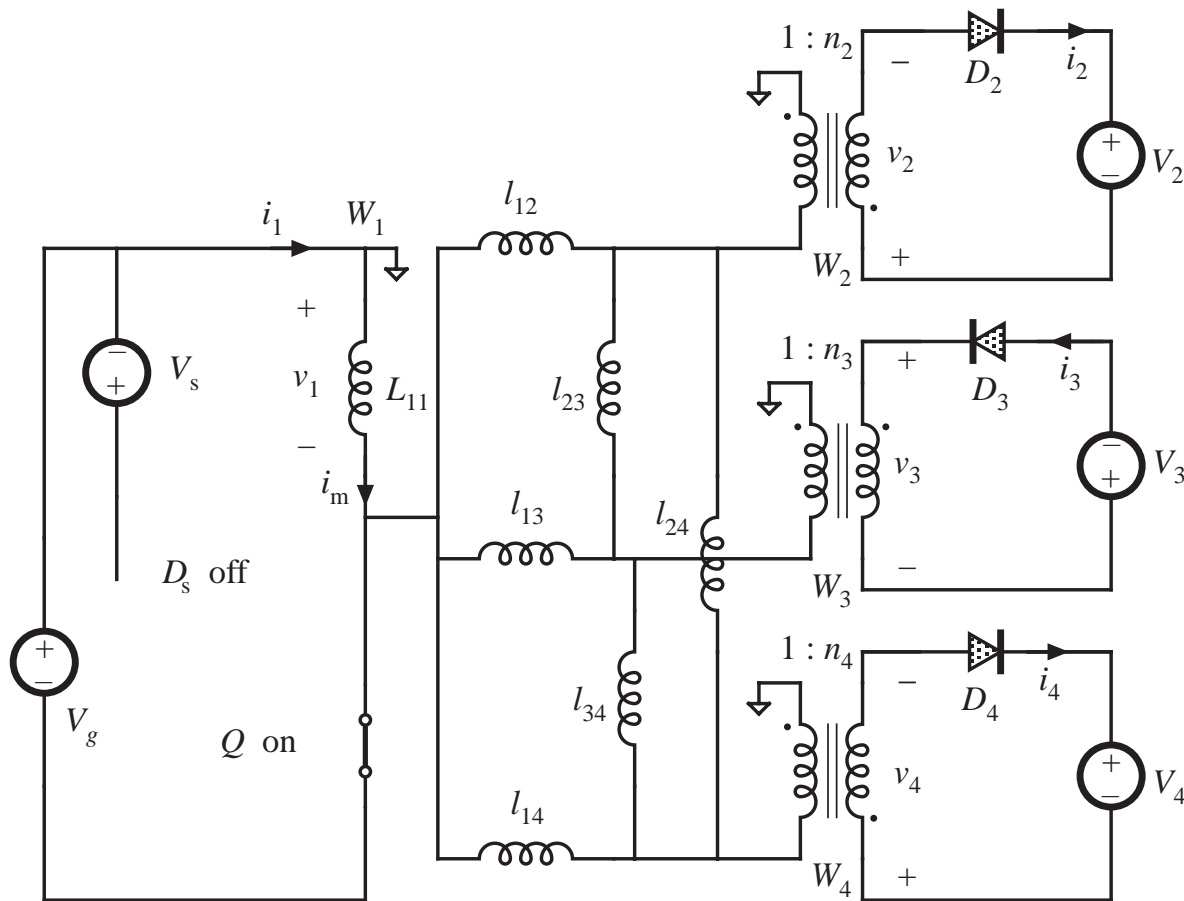 1 : n2
−
D2
i2
v2
+
−
V2
W2
+
l12
i1
W1
+
v1
−
L11
im
−
+
Vs
l23
l13
l24
1 : n3
+
D3
i3
v3
−
+
V3
W3
−
Ds off
+
−
Vg
Q on
l34
l14
1 : n4
−
D4
i4
v4
+
−
V4
W4
+